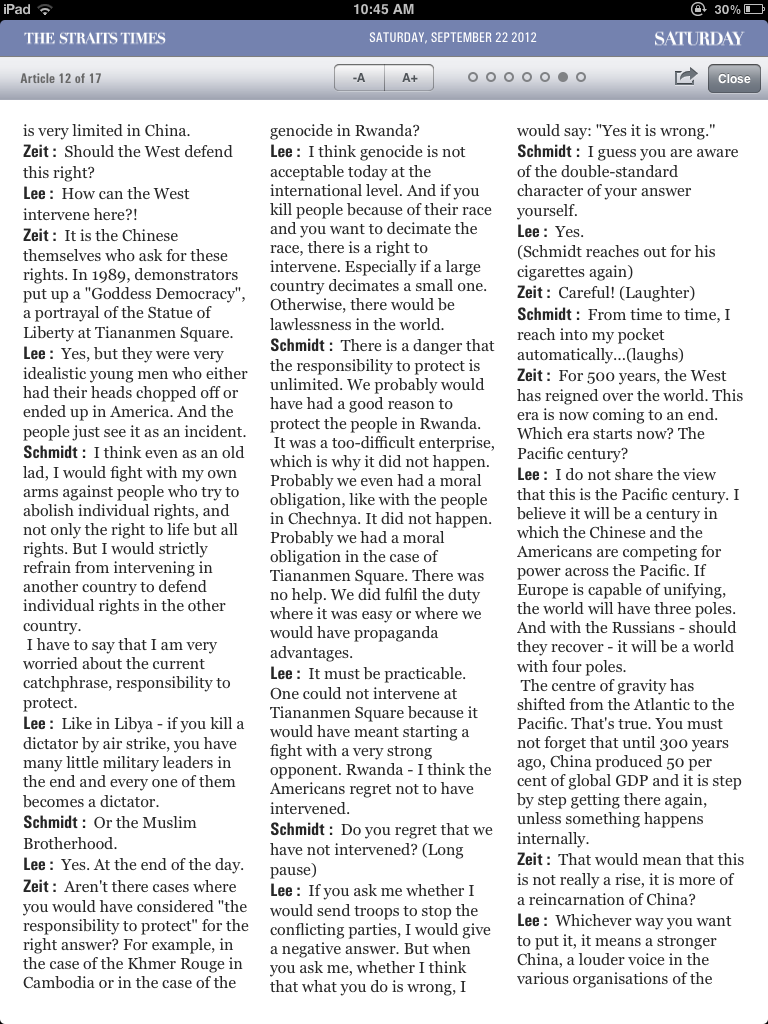 iPad
10:45 AM
30%
THE STRAITS TIMES
SATURDAY, SEPTEMBER 22 2012
SATURDAY
Article 12 of 17
-A
A+
Close
is very limited in China.
Zeit : Should the West defend
this right?
Lee : How can the West
intervene here?!
Zeit : It is the Chinese
themselves who ask for these
rights. In 1989, demonstrators
put up a "Goddess Democracy",
a portrayal of the Statue of
Liberty at Tiananmen Square.
Lee : Yes, but they were very
idealistic young men who either
had their heads chopped off or
ended up in America. And the
people just see it as an incident.
Schmidt : I think even as an old
lad, I would fight with my own
arms against people who try to
abolish individual rights, and
not only the right to life but all
rights. But I would strictly
refrain from intervening in
another country to defend
individual rights in the other
country.
I have to say that I am very
worried about the current
catchphrase, responsibility to
protect.
Lee : Like in Libya - if you kill a
dictator by air strike, you have
many little military leaders in
the end and every one of them
becomes a dictator.
Schmidt : Or the Muslim
Brotherhood.
Lee : Yes. At the end of the day.
Zeit : Aren't there cases where
you would have considered "the
responsibility to protect" for the
right answer? For example, in
the case of the Khmer Rouge in
Cambodia or in the case of the
genocide in Rwanda?
Lee : I think genocide is not
acceptable today at the
international level. And if you
kill people because of their race
and you want to decimate the
race, there is a right to
intervene. Especially if a large
country decimates a small one.
Otherwise, there would be
lawlessness in the world.
Schmidt : There is a danger that
the responsibility to protect is
unlimited. We probably would
have had a good reason to
protect the people in Rwanda.
It was a too-difficult enterprise,
which is why it did not happen.
Probably we even had a moral
obligation, like with the people
in Chechnya. It did not happen.
Probably we had a moral
obligation in the case of
Tiananmen Square. There was
no help. We did fulfil the duty
where it was easy or where we
would have propaganda
advantages.
Lee : It must be practicable.
One could not intervene at
Tiananmen Square because it
would have meant starting a
fight with a very strong
opponent. Rwanda - I think the
Americans regret not to have
intervened.
Schmidt : Do you regret that we
have not intervened? (Long
pause)
Lee : If you ask me whether I
would send troops to stop the
conflicting parties, I would give
a negative answer. But when
you ask me, whether I think
that what you do is wrong, I
would say: "Yes it is wrong."
Schmidt : I guess you are aware
of the double-standard
character of your answer
yourself.
Lee : Yes.
(Schmidt reaches out for his
cigarettes again)
Zeit : Careful! (Laughter)
Schmidt : From time to time, I
reach into my pocket
automatically...(laughs)
Zeit : For 500 years, the West
has reigned over the world. This
era is now coming to an end.
Which era starts now? The
Pacific century?
Lee : I do not share the view
that this is the Pacific century. I
believe it will be a century in
which the Chinese and the
Americans are competing for
power across the Pacific. If
Europe is capable of unifying,
the world will have three poles.
And with the Russians - should
they recover - it will be a world
with four poles.
The centre of gravity has
shifted from the Atlantic to the
Pacific. That's true. You must
not forget that until 300 years
ago, China produced 50 per
cent of global GDP and it is step
by step getting there again,
unless something happens
internally.
Zeit : That would mean that this
is not really a rise, it is more of
a reincarnation of China?
Lee : Whichever way you want
to put it, it means a stronger
China, a louder voice in the
various organisations of the